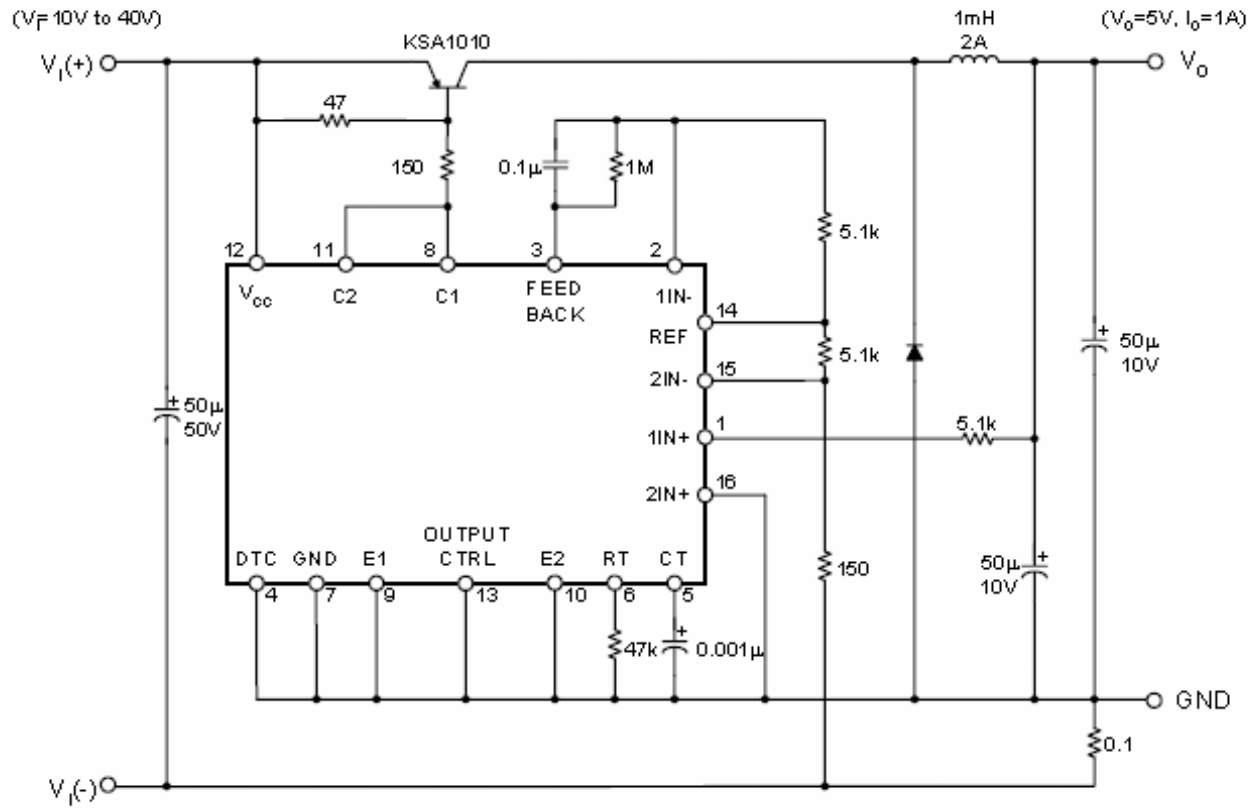 (VI=10V to 40V)
1mH
2A
(Vo=5V, Io=1A)
KSA1010
VI(+)
Vo
47
150
0.1μ
1M
5.1k
12
11
8
3
2
Vcc
C2
C1
FEED
BACK
1IN-
14
REF
5.1k
15
2IN-
50μ
10V
50μ
50V
1
1IN+
5.1k
16
2IN+
OUTPUT
CTRL
DTC
GND
E1
E2
RT
CT
150
50μ
10V
4
7
9
13
10
6
5
47k
0.001μ
GND
0.1
VI(-)
+
+
+
+